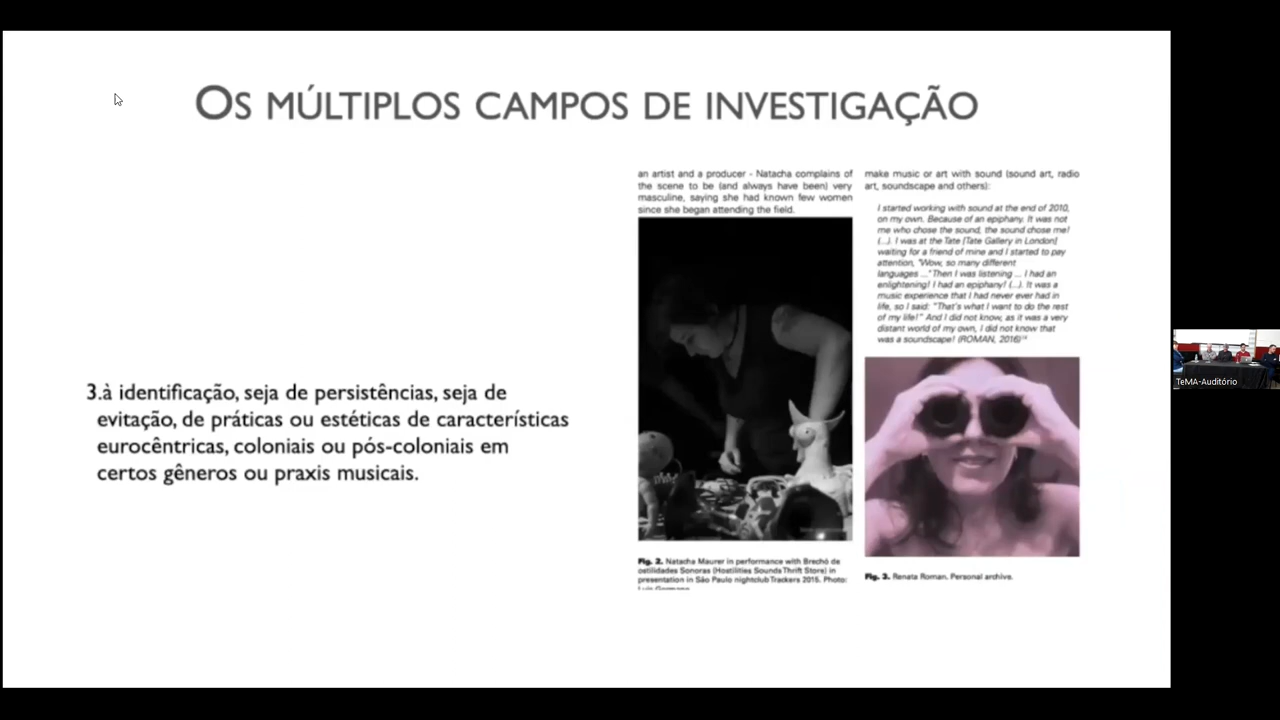 Os múltiplos campos de investigação
3.à identificação, seja de persistências, seja de
evitação, de práticas ou estéticas de características
eurocêntricas, coloniais ou pós-coloniais em
certos gêneros ou praxis musicais.
an artist and a producer - Natacha complains of
the scene to be (and always have been) very
masculine, saying she had known few women
since she began attending the field.
Fig. 2. Natacha Maurer in performance with Brechó de
ostilidades Sonoras (Hostilities Sounds Thrift Store) in
presentation in São Paulo nightclub Trackers 2015. Photo:
make music or art with sound (sound art, radio
art, soundscape and others):
I started working with sound at the end of 2010,
on my own. Because of an epiphany. It was not
me who chose the sound, the sound chose me!
(...). I was at the Tate [Tate Gallery in London]
waiting for a friend of mine and I started to pay
attention, "Wow, so many different
languages ..." Then I was listening ... I had an
enlightening! I had an epiphany! (...). It was a
music experience that I had never ever had in
life, so I said: "That's what I want to do the rest
of my life!" And I did not know, as it was a very
distant world of my own, I did not know that
was a soundscape! (ROMAN, 2016)
Fig. 3. Renata Roman. Personal archive.
TeMA-Auditório